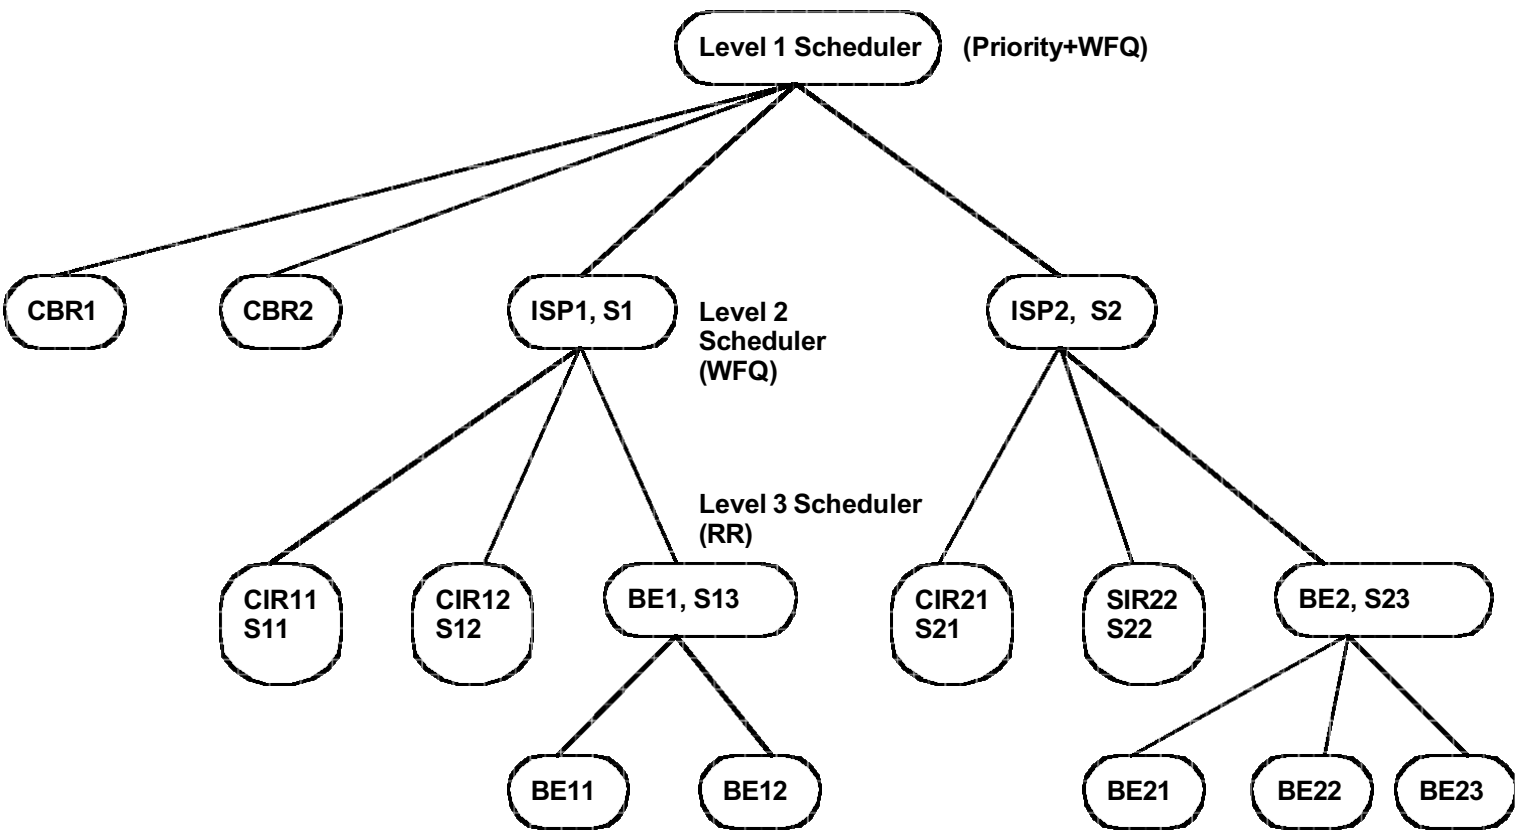 Level 1 Scheduler
(Priority+WFQ)
CBR1
CBR2
ISP1, S1
Level 2
Scheduler
(WFQ)
ISP2, S2
Level 3 Scheduler
(RR)
CIR11
S11
CIR12
S12
BE1, S13
CIR21
S21
SIR22
S22
BE2, S23
BE11
BE12
BE21
BE22
BE23